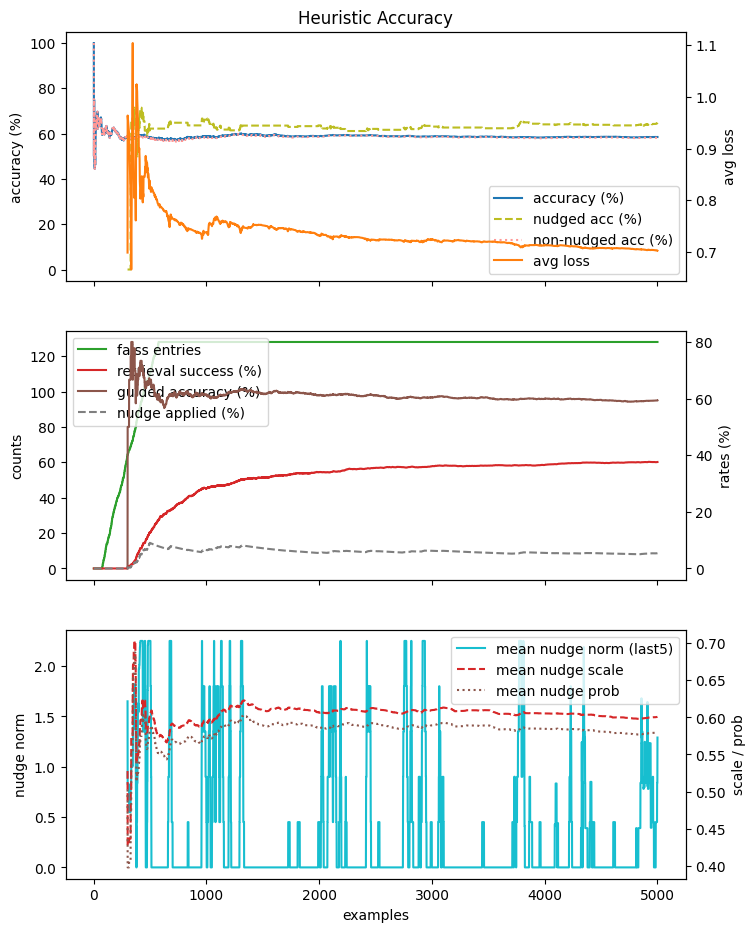 Heuristic Accuracy
100
80
60
40
20
0
accuracy (%)
1.1
1.0
0.9
0.8
0.7
avg loss
accuracy (%)
nudged acc (%)
non-nudged acc (%)
avg loss
120
100
80
60
40
20
0
counts
80
60
40
20
0
rates (%)
faiss entries
retrieval success (%)
guided accuracy (%)
nudge applied (%)
2.0
1.5
1.0
0.5
0.0
nudge norm
0.70
0.65
0.60
0.55
0.50
0.45
0.40
scale / prob
mean nudge norm (last5)
mean nudge scale
mean nudge prob
0
1000
2000
3000
4000
5000
examples